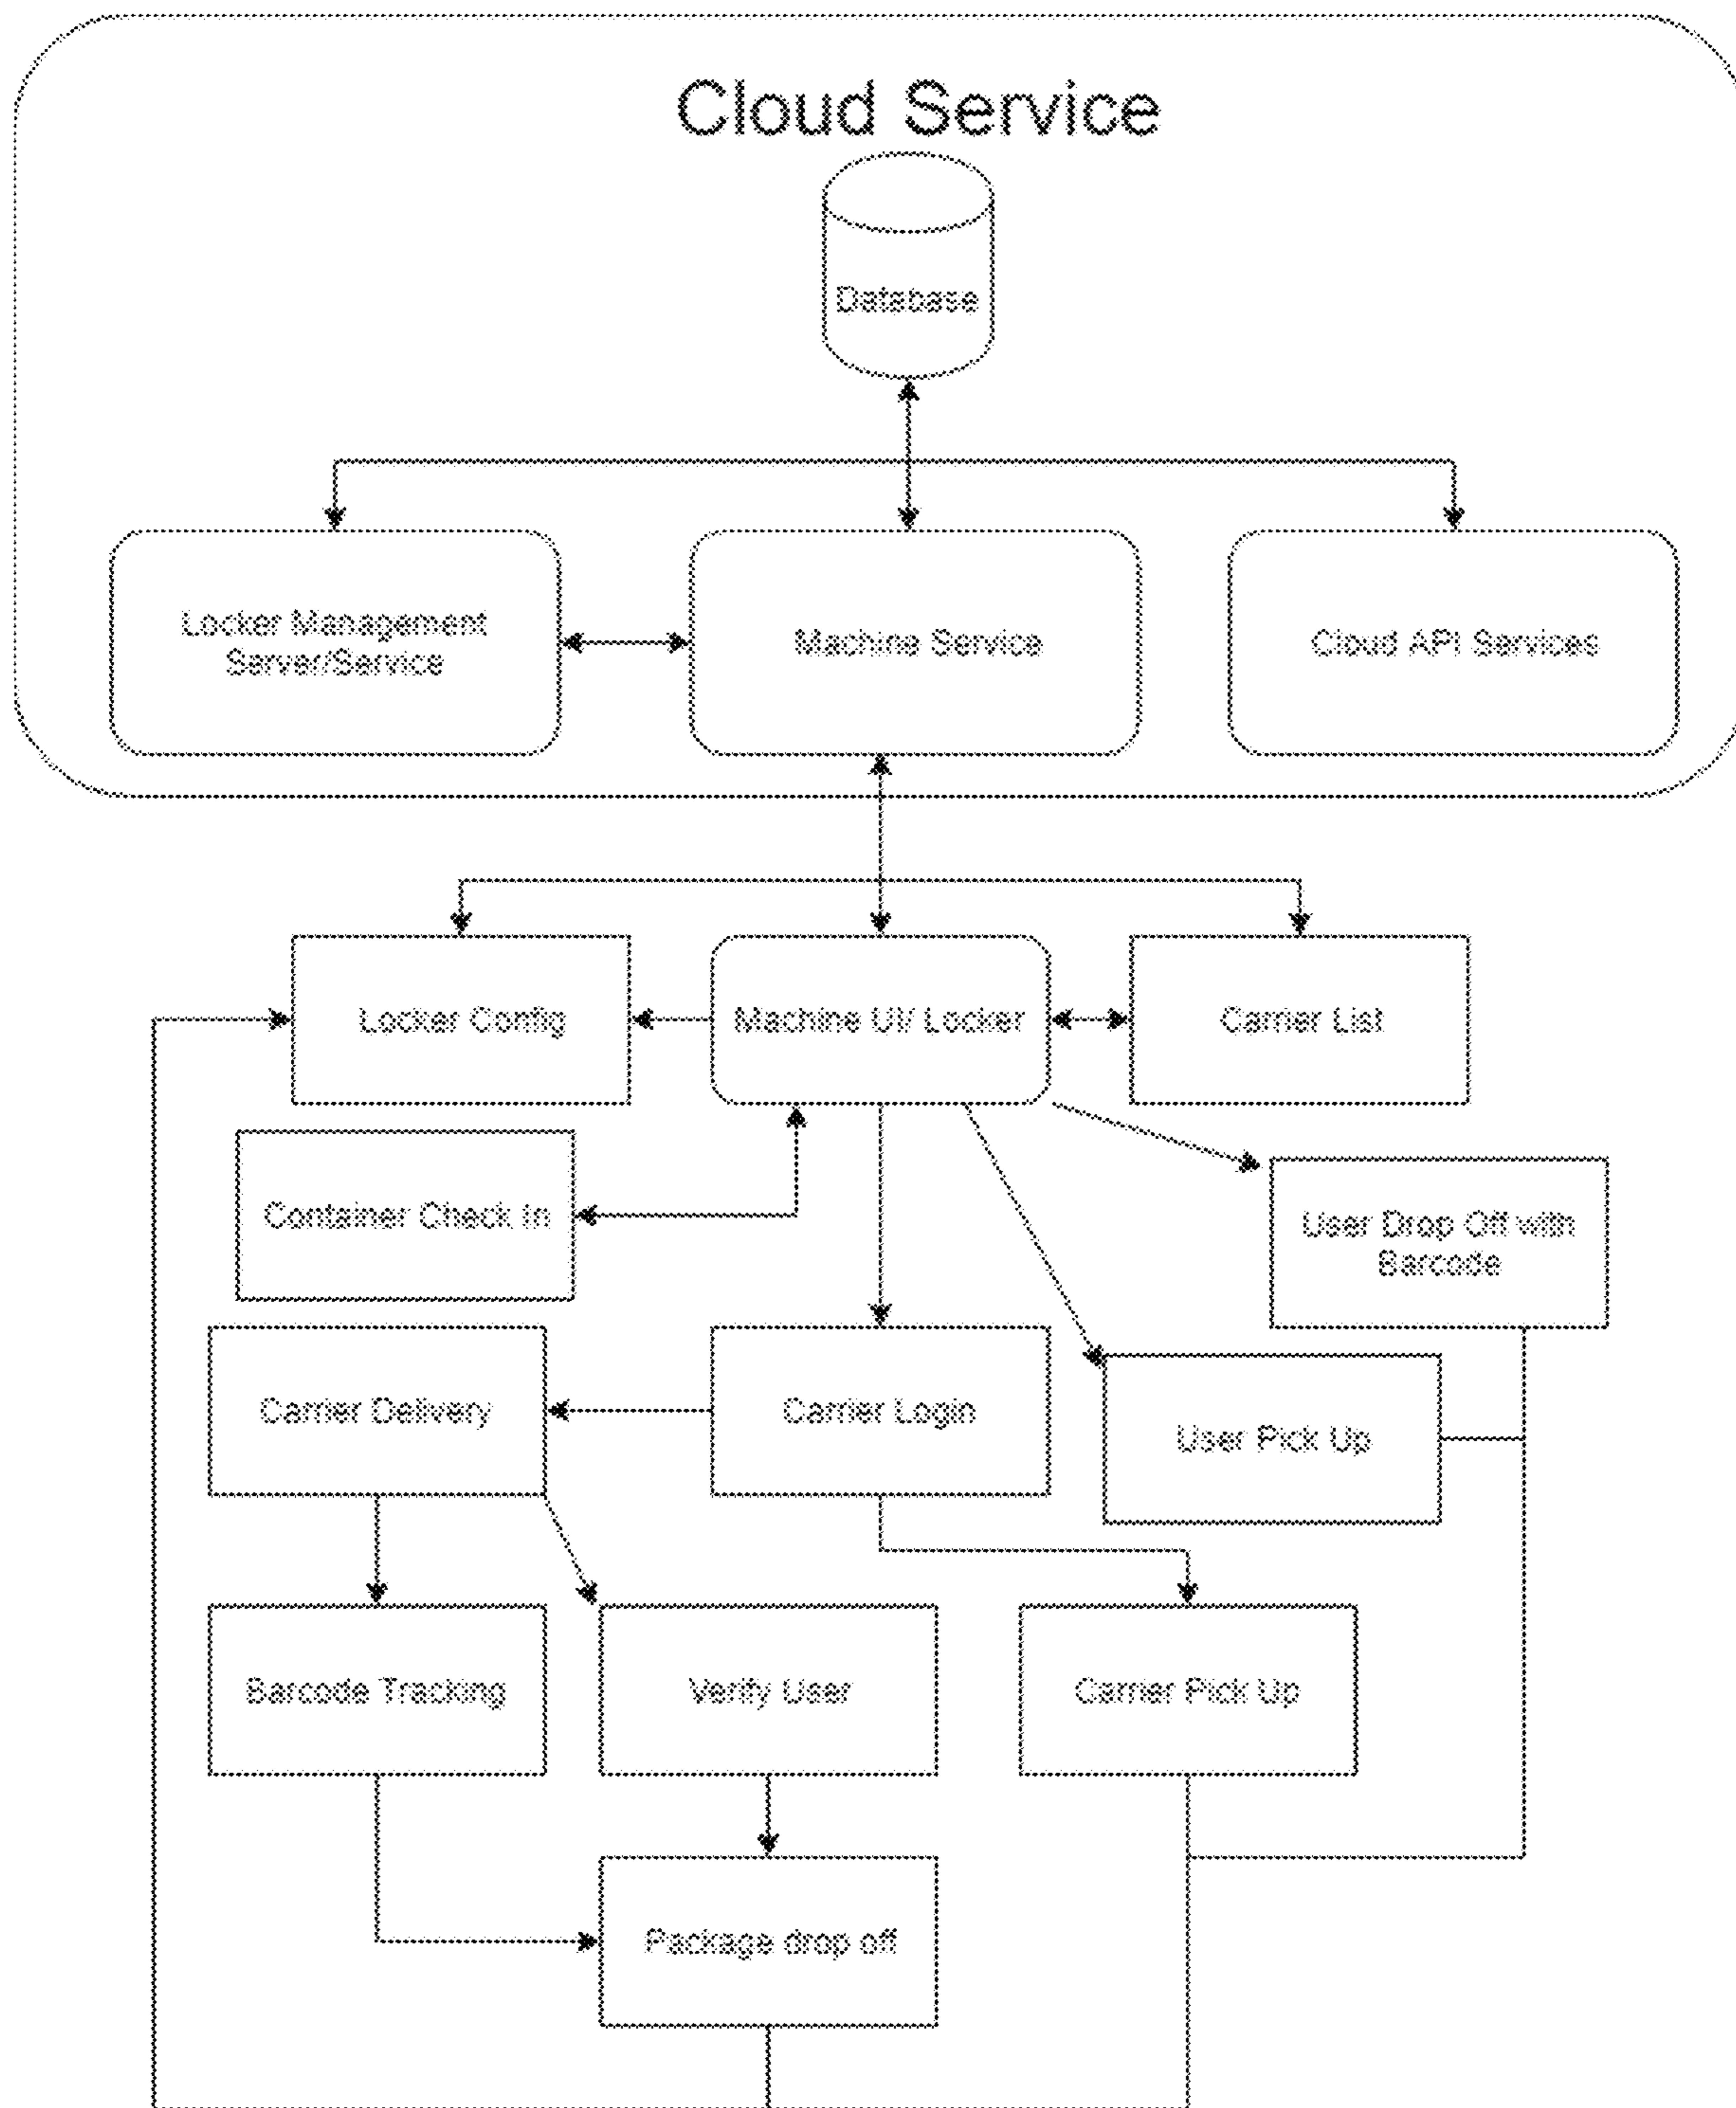 Cloud Service
Database
Locker Management
Server/Service
Machine Service
Cloud API Services
Locker Config
Machine UI/ Locker
Carrier List
Container Check In
User Drop Off with
Barcode
Carrier Delivery
Carrier Login
User Pick Up
Barcode Tracking
Verify User
Carrier Pick Up
Package drop off